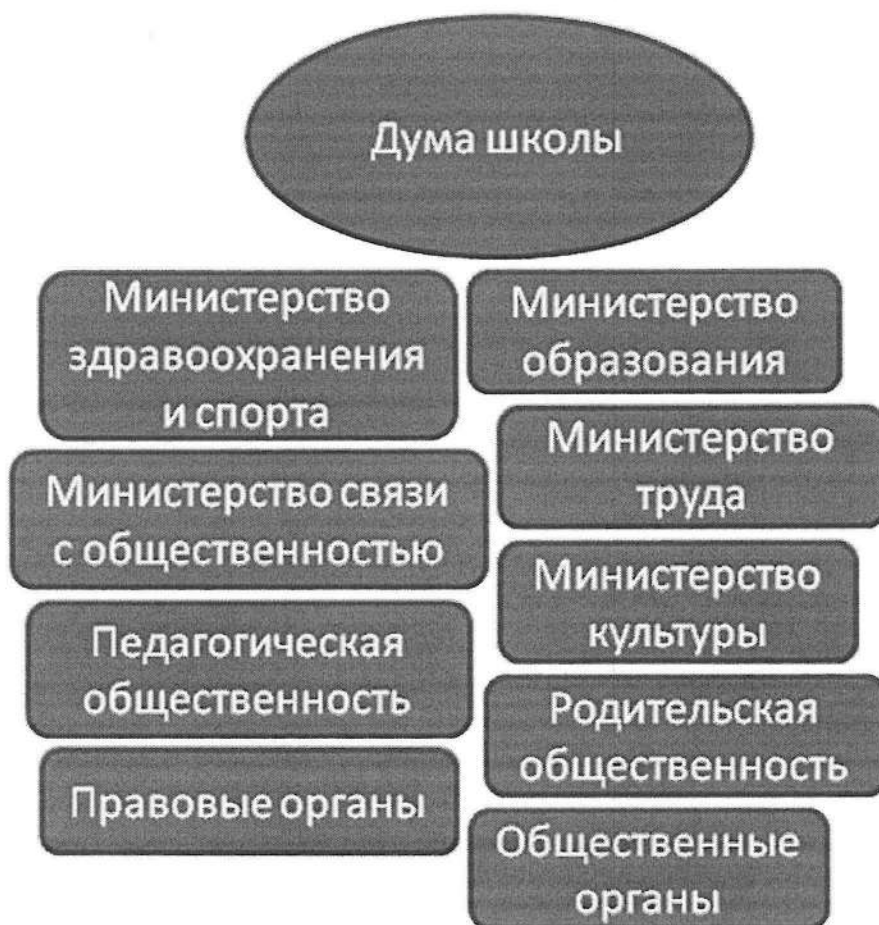 Дума школы
Министерство
здравоохранения
и спорта
Министерство
образования
Министерство связи
с общественностью
Министерство
труда
Министерство
культуры
Педагогическая
общественность
Родительская
общественность
Правовые органы
Общественные
органы